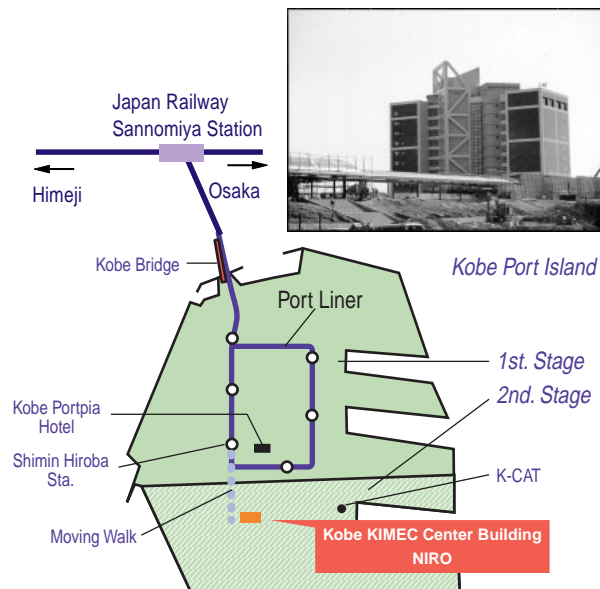 Japan Railway
Sannomiya Station
Himeji
Osaka
Kobe Bridge
Kobe Port Island
Port Liner
1st. Stage
2nd. Stage
Kobe Portpia
Hotel
Shimin Hiroba
Sta.
K-CAT
Moving Walk
Kobe KIMEC Center Building
NIRO